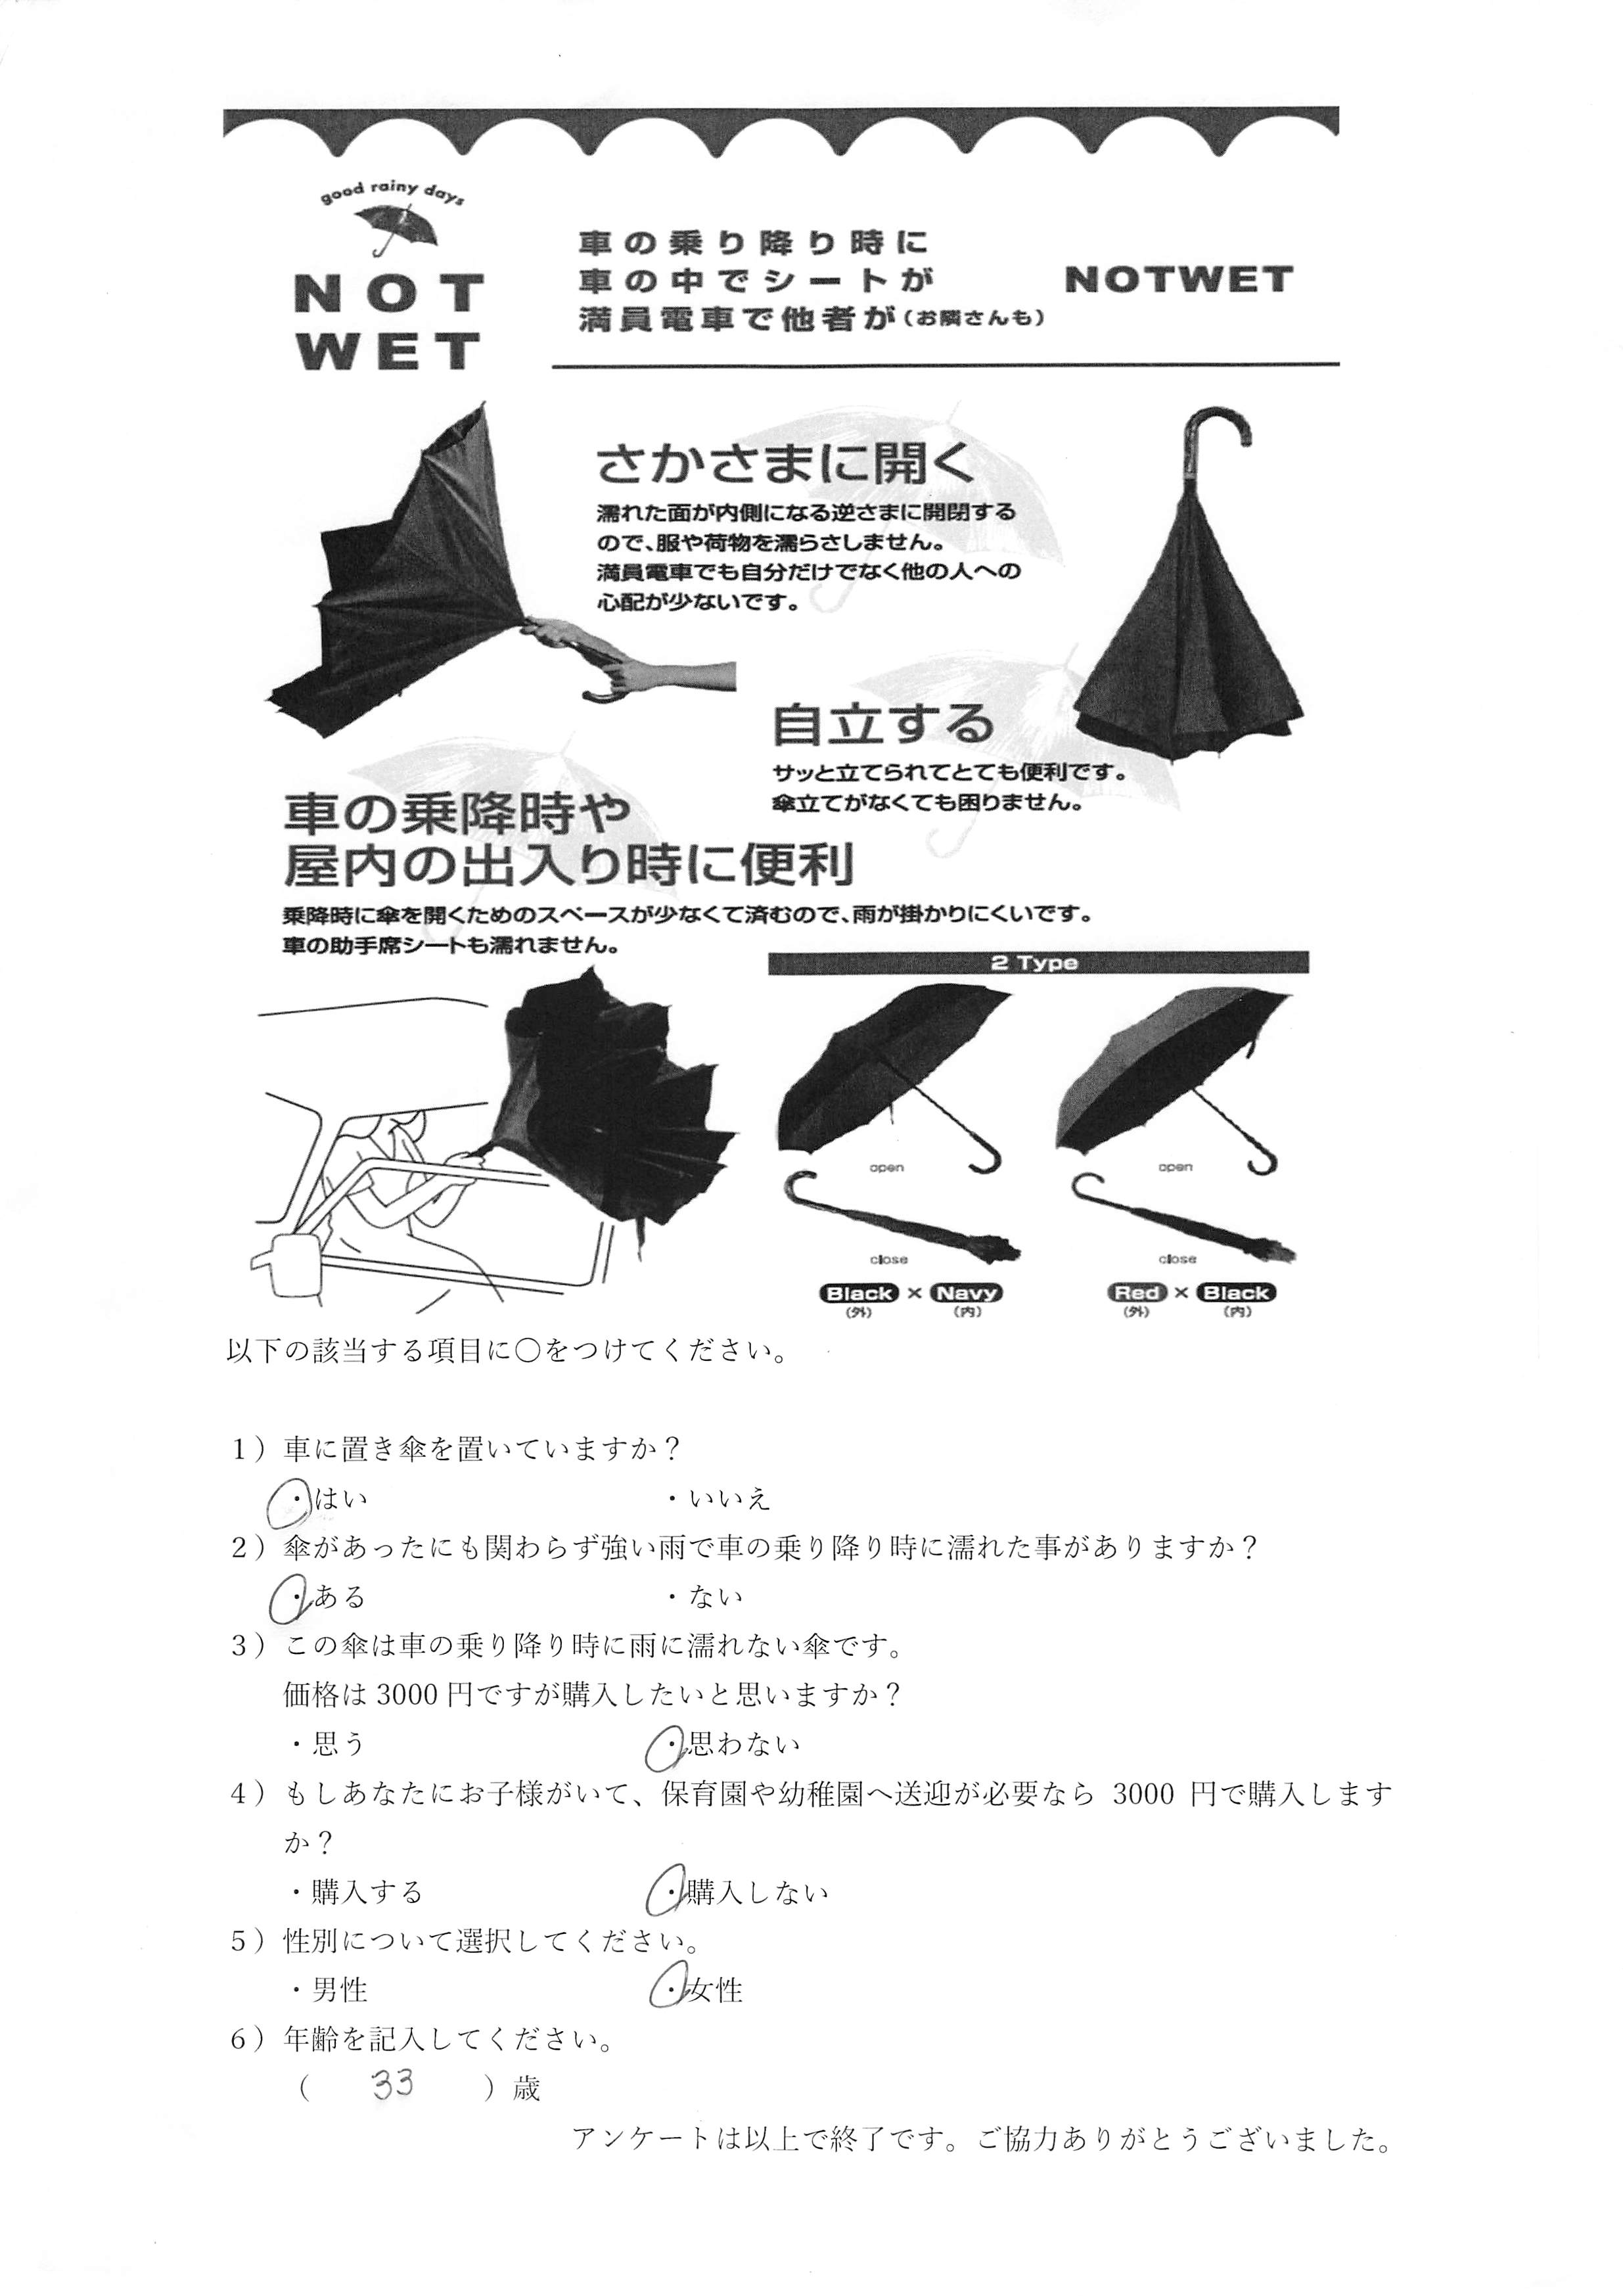 good rainy days
NOT
WET
車の乗り降り時に
車の中でシートが
満員電車で他者が(お隣さんも)
NOTWET
さかさまに開く
濡れた面が内側になる逆さまに開閉する
ので、服や荷物を濡らさしません。
満員電車でも自分だけでなく他の人への
心配が少ないです。
自立する
サッと立てられてとても便利です。
傘立てがなくても困りません。
車の乗降時や
屋内の出入り時に便利
乗降時に傘を開くためのスペースが少なくて済むので、雨が掛かりにくいです。
車の助手席シートも濡れません。
2 Type
open open
close close
Black × Navy Red × Black
(外) (内) (外) (内)
以下の該当する項目に〇をつけてください。
1）車に置き傘を置いていますか？
・はい ・いいえ
2）傘があったにも関わらず強い雨で車の乗り降り時に濡れた事がありますか？
・ある ・ない
3）この傘は車の乗り降り時に雨に濡れない傘です。
価格は 3000 円ですが購入したいと思いますか？
・思う ・思わない
4）もしあなたにお子様がいて、保育園や幼稚園へ送迎が必要なら 3000 円で購入します
か？
・購入する ・購入しない
5）性別について選択してください。
・男性 ・女性
6）年齢を記入してください。
（ 33 ）歳
アンケートは以上で終了です。ご協力ありがとうございました。